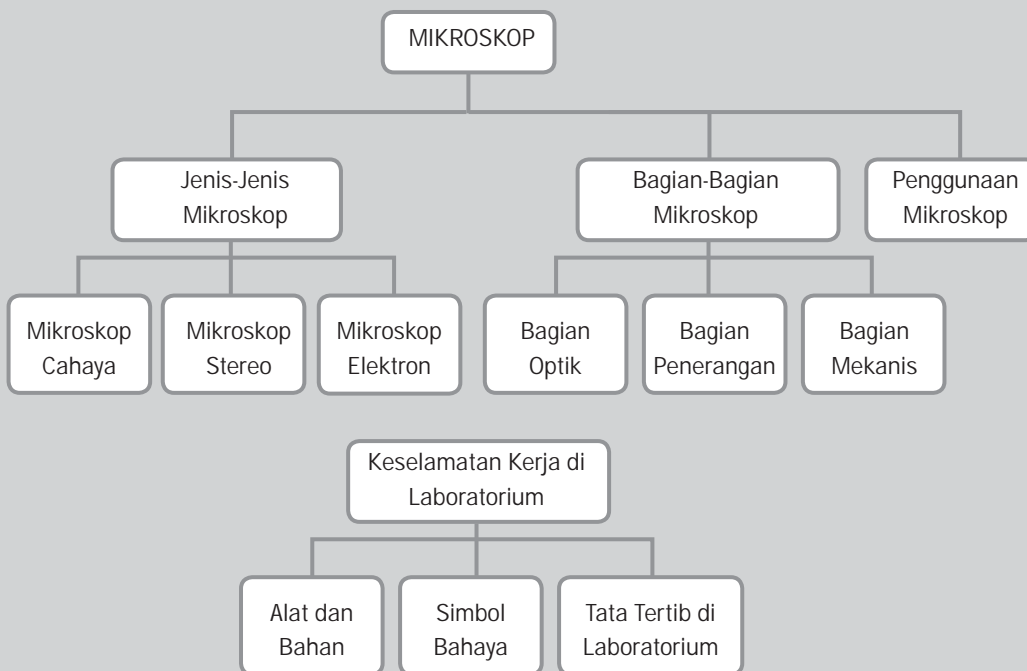 MIKROSKOP
Jenis-Jenis
Mikroskop
Bagian-Bagian
Mikroskop
Penggunaan
Mikroskop
Mikroskop
Cahaya
Mikroskop
Stereo
Mikroskop
Elektron
Bagian
Optik
Bagian
Penerangan
Bagian
Mekanis
Keselamatan Kerja di
Laboratorium
Alat dan
Bahan
Simbol
Bahaya
Tata Tertib di
Laboratorium